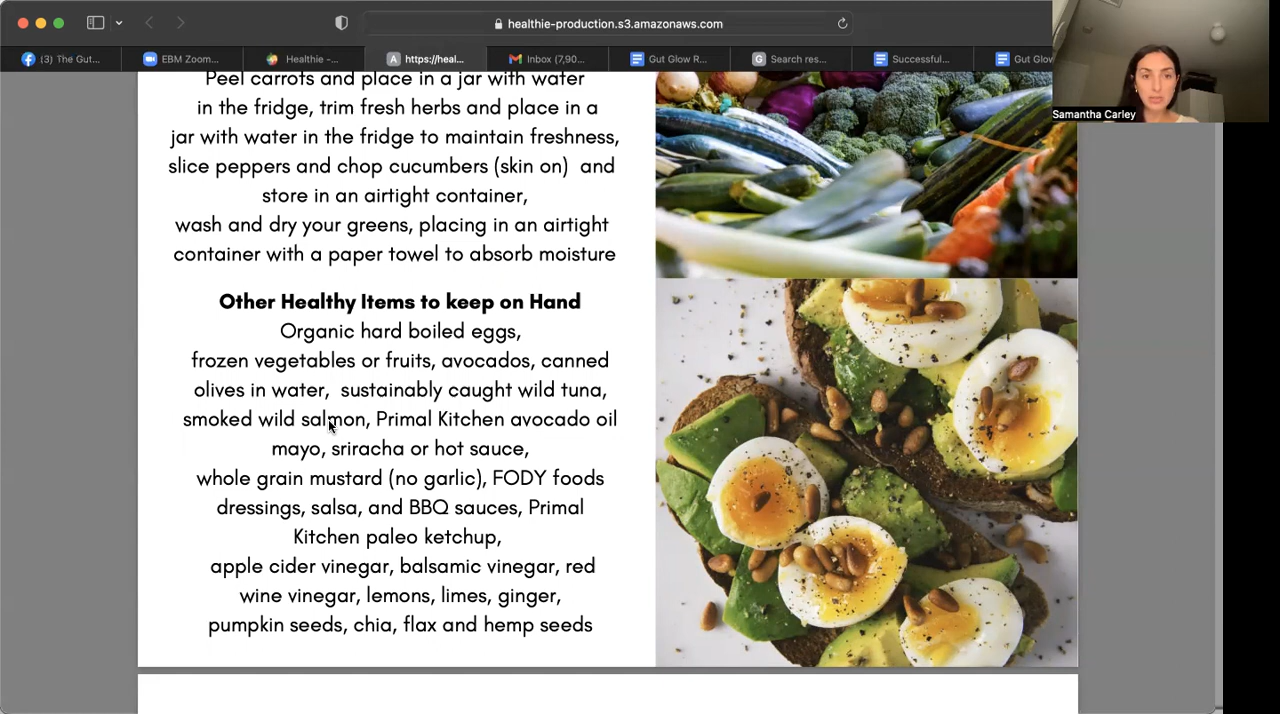 healthie-production.s3.amazonaws.com
(3) The Gut...
EBM Zoom...
Healthie -...
https://heal...
Inbox (7,90...
Gut Glow R...
Search res...
Successful...
Gut Glow
Samantha Carley
Peel carrots and place in a jar with water
in the fridge, trim fresh herbs and place in a
jar with water in the fridge to maintain freshness,
slice peppers and chop cucumbers (skin on) and
store in an airtight container,
wash and dry your greens, placing in an airtight
container with a paper towel to absorb moisture
Other Healthy Items to keep on Hand
Organic hard boiled eggs,
frozen vegetables or fruits, avocados, canned
olives in water, sustainably caught wild tuna,
smoked wild salmon, Primal Kitchen avocado oil
mayo, sriracha or hot sauce,
whole grain mustard (no garlic), FODY foods
dressings, salsa, and BBQ sauces, Primal
Kitchen paleo ketchup,
apple cider vinegar, balsamic vinegar, red
wine vinegar, lemons, limes, ginger,
pumpkin seeds, chia, flax and hemp seeds